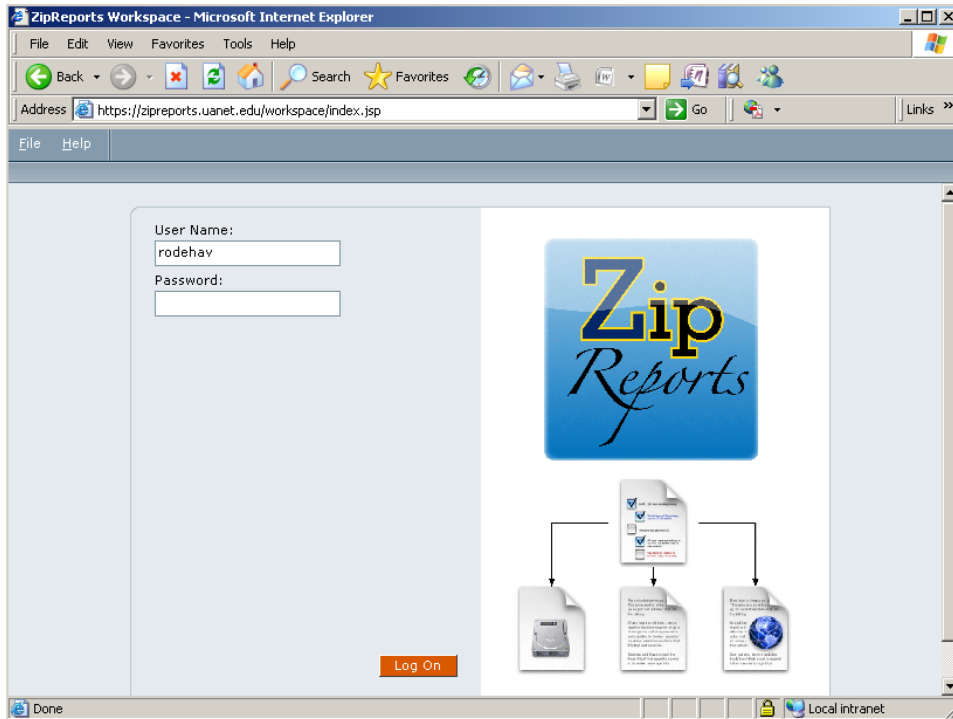 ZipReports Workspace - Microsoft Internet Explorer
File Edit View Favorites Tools Help
Back Search Favorites
Address https://zipreports.uanet.edu/workspace/index.jsp Go Links »
File Help
User Name:
rodehav
Password:
Zip
Reports
Log On
Done Local intranet